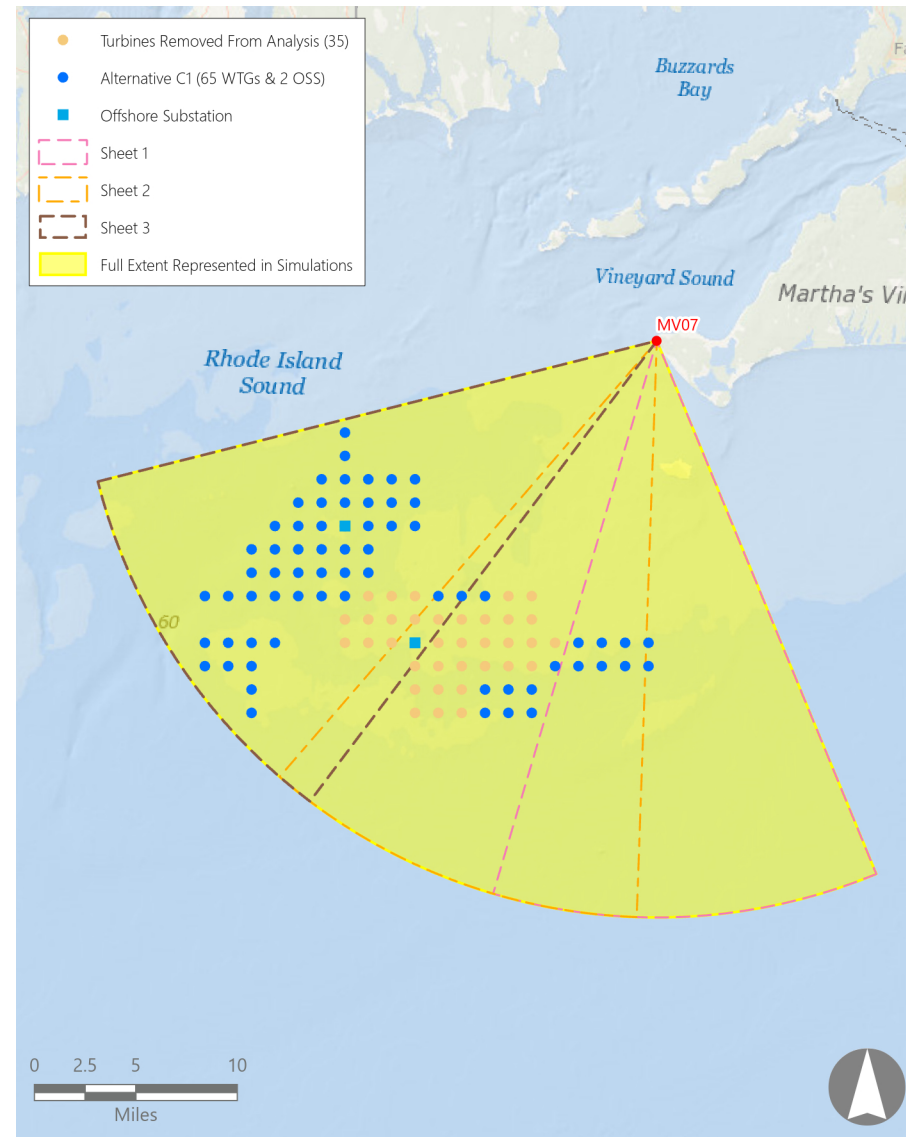 Turbines Removed From Analysis (35)
Alternative C1 (65 WTGs & 2 OSS)
Offshore Substation
Sheet 1
Sheet 2
Sheet 3
Full Extent Represented in Simulations
Buzzards
Bay
Fa
Vineyard Sound
Martha's Vi
MV07
Rhode Island
Sound
60
0 2.5 5 10
Miles